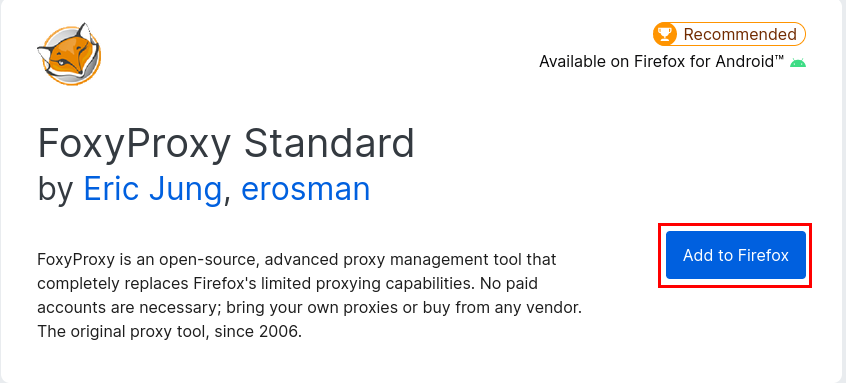 Recommended
Available on Firefox for Android™
FoxyProxy Standard
by Eric Jung, erosman
FoxyProxy is an open-source, advanced proxy management tool that
completely replaces Firefox's limited proxying capabilities. No paid
accounts are necessary; bring your own proxies or buy from any vendor.
The original proxy tool, since 2006.
Add to Firefox